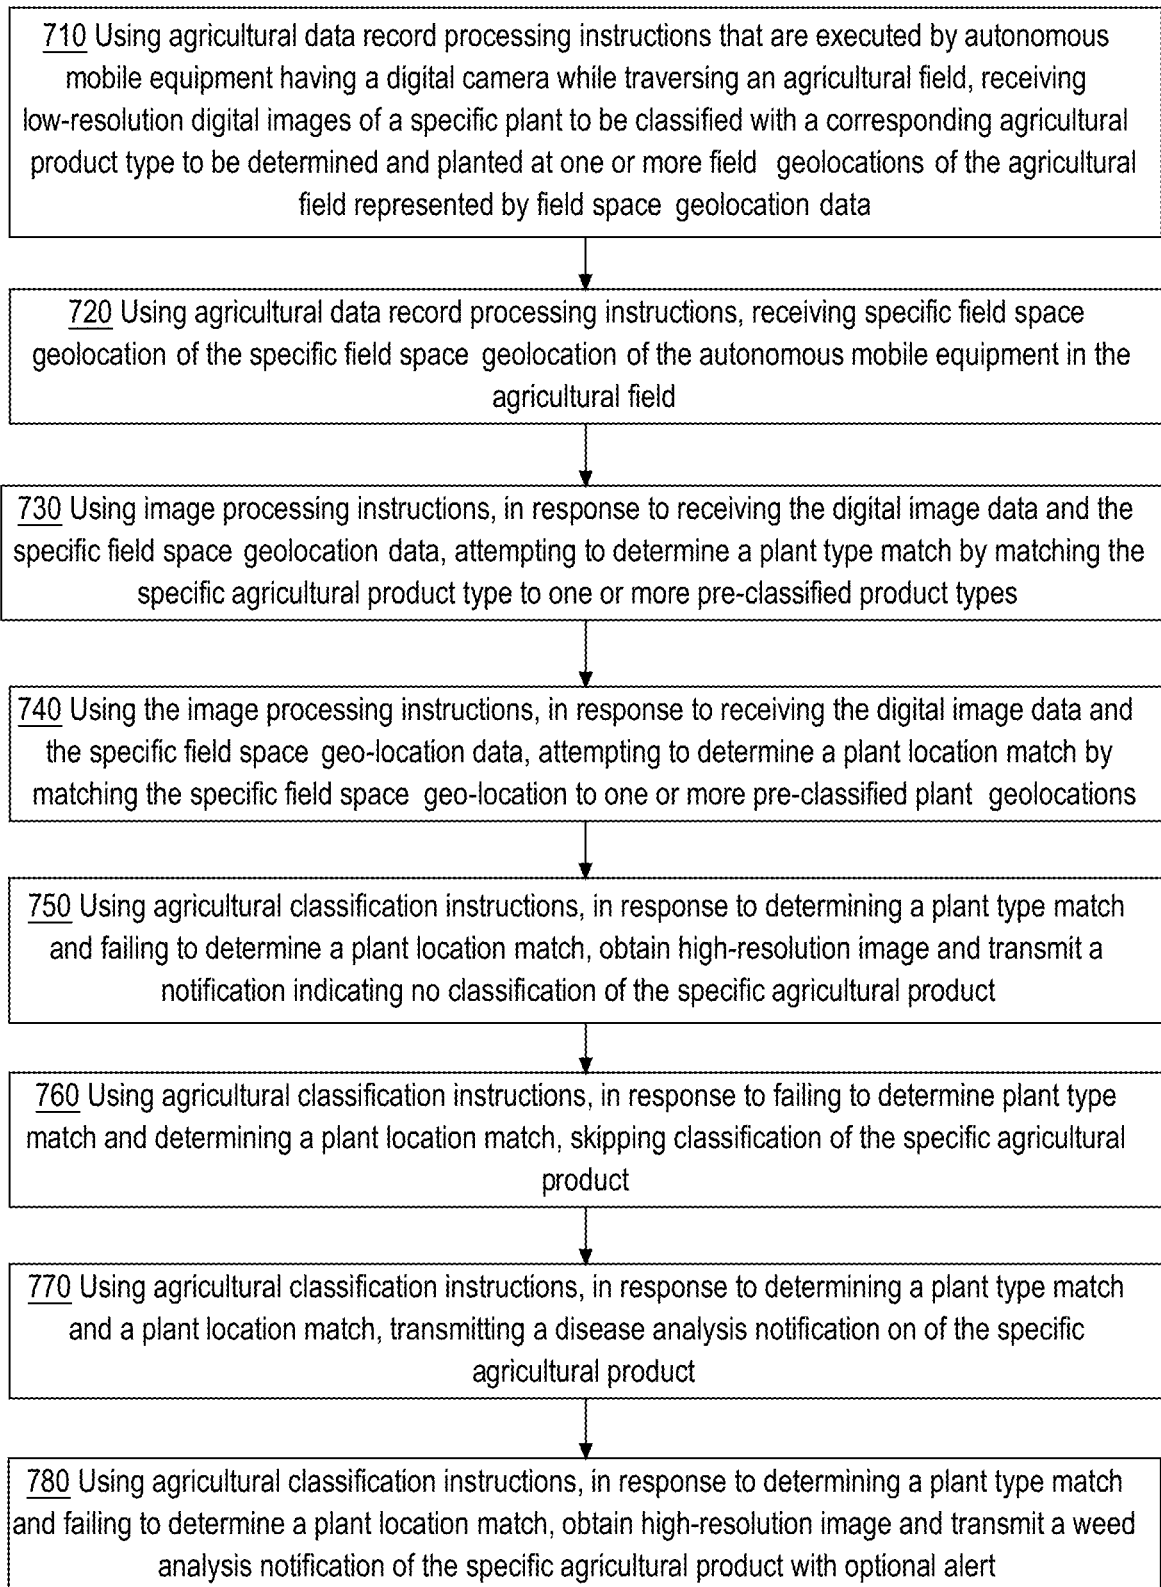 710 Using agricultural data record processing instructions that are executed by autonomous
mobile equipment having a digital camera while traversing an agricultural field, receiving
low-resolution digital images of a specific plant to be classified with a corresponding agricultural
product type to be determined and planted at one or more field geolocations of the agricultural
field represented by field space geolocation data
720 Using agricultural data record processing instructions, receiving specific field space
geolocation of the specific field space geolocation of the autonomous mobile equipment in the
agricultural field
730 Using image processing instructions, in response to receiving the digital image data and the
specific field space geolocation data, attempting to determine a plant type match by matching the
specific agricultural product type to one or more pre-classified product types
740 Using the image processing instructions, in response to receiving the digital image data and
the specific field space geo-location data, attempting to determine a plant location match by
matching the specific field space geo-location to one or more pre-classified plant geolocations
750 Using agricultural classification instructions, in response to determining a plant type match
and failing to determine a plant location match, obtain high-resolution image and transmit a
notification indicating no classification of the specific agricultural product
760 Using agricultural classification instructions, in response to failing to determine plant type
match and determining a plant location match, skipping classification of the specific agricultural
product
770 Using agricultural classification instructions, in response to determining a plant type match
and a plant location match, transmitting a disease analysis notification on of the specific
agricultural product
780 Using agricultural classification instructions, in response to determining a plant type match
and failing to determine a plant location match, obtain high-resolution image and transmit a weed
analysis notification of the specific agricultural product with optional alert